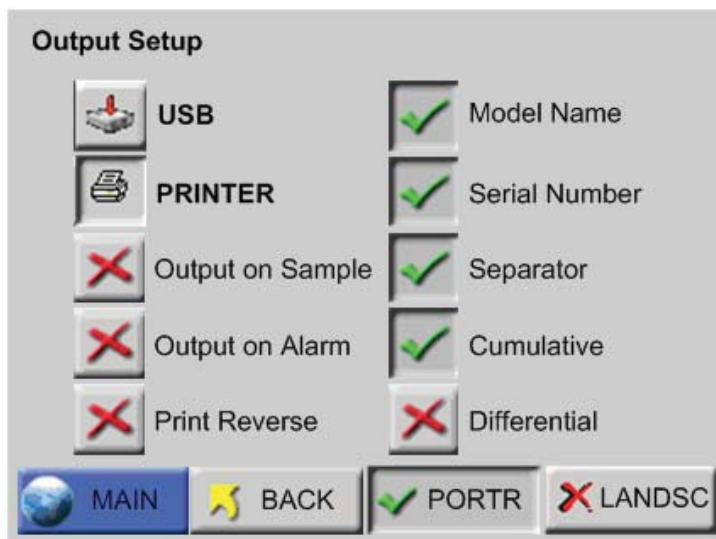 Output Setup
USB
Model Name
PRINTER
Serial Number
Output on Sample
Separator
Output on Alarm
Cumulative
Print Reverse
Differential
MAIN
BACK
PORTR
LANDSC